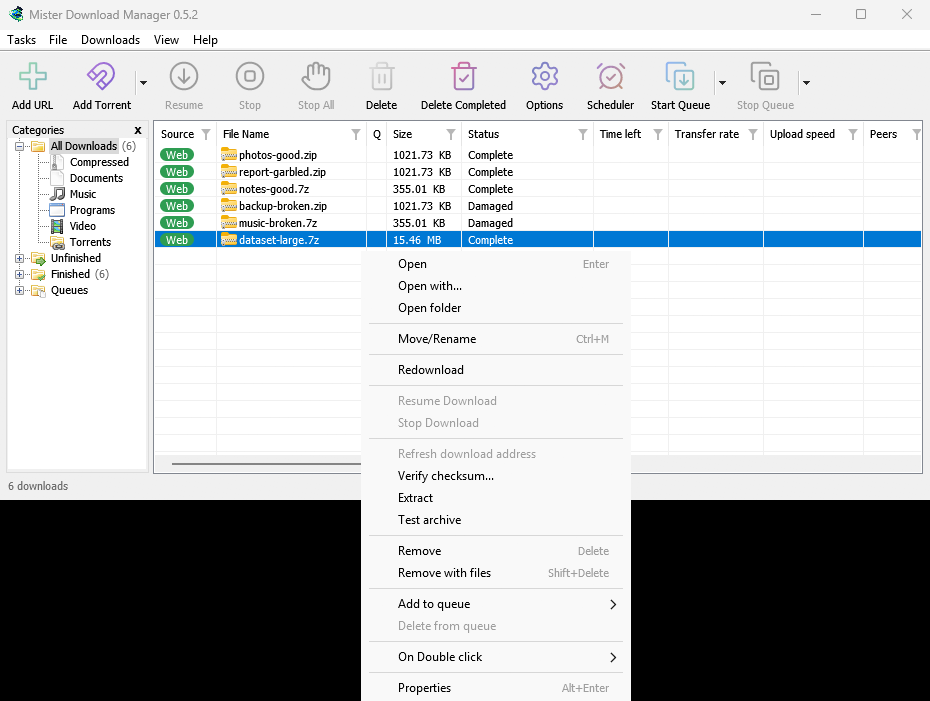 Mister Download Manager 0.5.2
Tasks File Downloads View Help
Add URL Add Torrent Resume Stop Stop All Delete Delete Completed Options Scheduler Start Queue Stop Queue
Categories x
All Downloads (6)
Compressed
Documents
Music
Programs
Video
Torrents
Unfinished
Finished (6)
Queues
Source File Name Q Size Status Time left Transfer rate Upload speed Peers
Web photos-good.zip 1021.73 KB Complete
Web report-garbled.zip 1021.73 KB Complete
Web notes-good.7z 355.01 KB Complete
Web backup-broken.zip 1021.73 KB Damaged
Web music-broken.7z 355.01 KB Damaged
Web dataset-large.7z 15.46 MB Complete
Open Enter
Open with...
Open folder
Move/Rename Ctrl+M
Redownload
Resume Download
Stop Download
Refresh download address
Verify checksum...
Extract
Test archive
Remove Delete
Remove with files Shift+Delete
Add to queue
Delete from queue
On Double click
Properties Alt+Enter
6 downloads